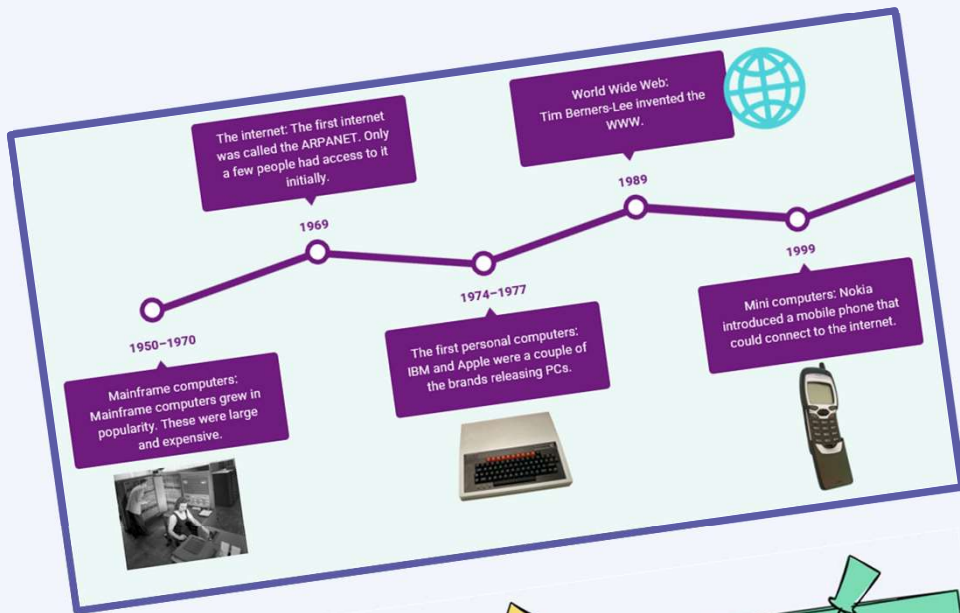 The internet: The first internet
was called the ARPANET. Only
a few people had access to it
initially.
1969
World Wide Web:
Tim Berners-Lee invented the
WWW.
1989
1950–1970
Mainframe computers:
Mainframe computers grew in
popularity. These were large
and expensive.
1974–1977
The first personal computers:
IBM and Apple were a couple of
the brands releasing PCs.
1999
Mini computers: Nokia
introduced a mobile phone that
could connect to the internet.